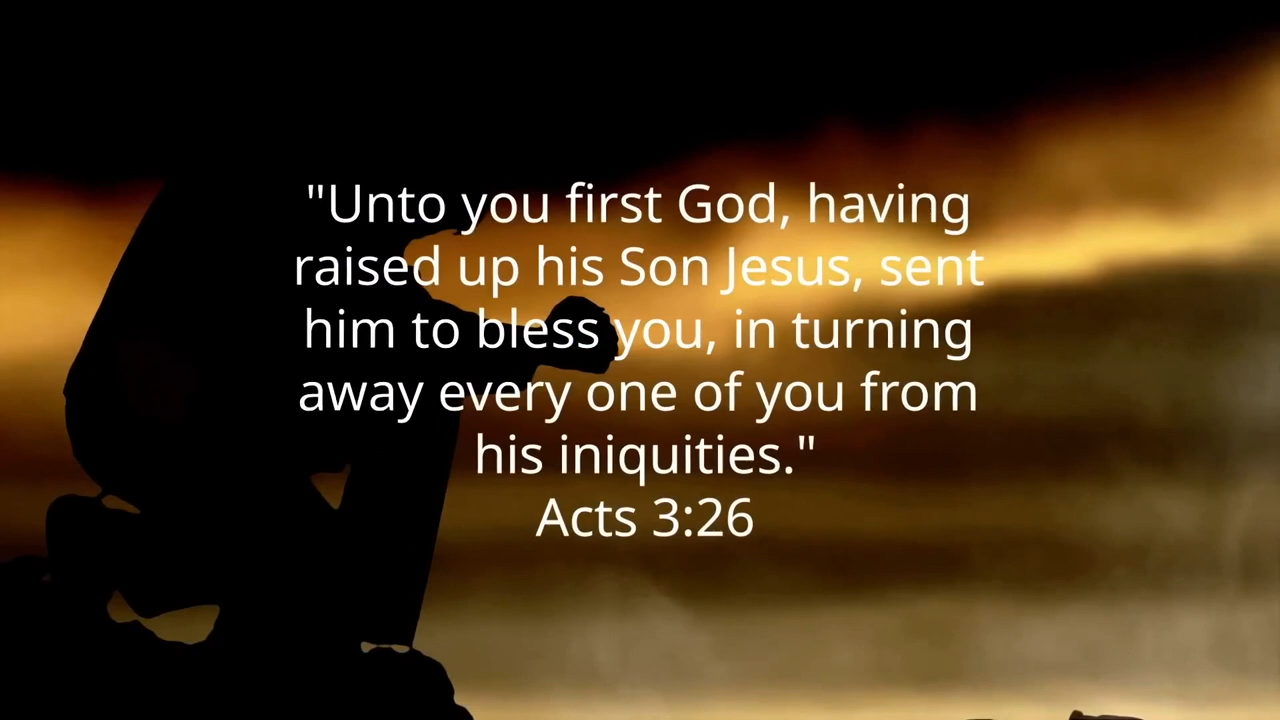 "Unto you first God, having
raised up his Son Jesus, sent
him to bless you, in turning
away every one of you from
his iniquities."
Acts 3:26